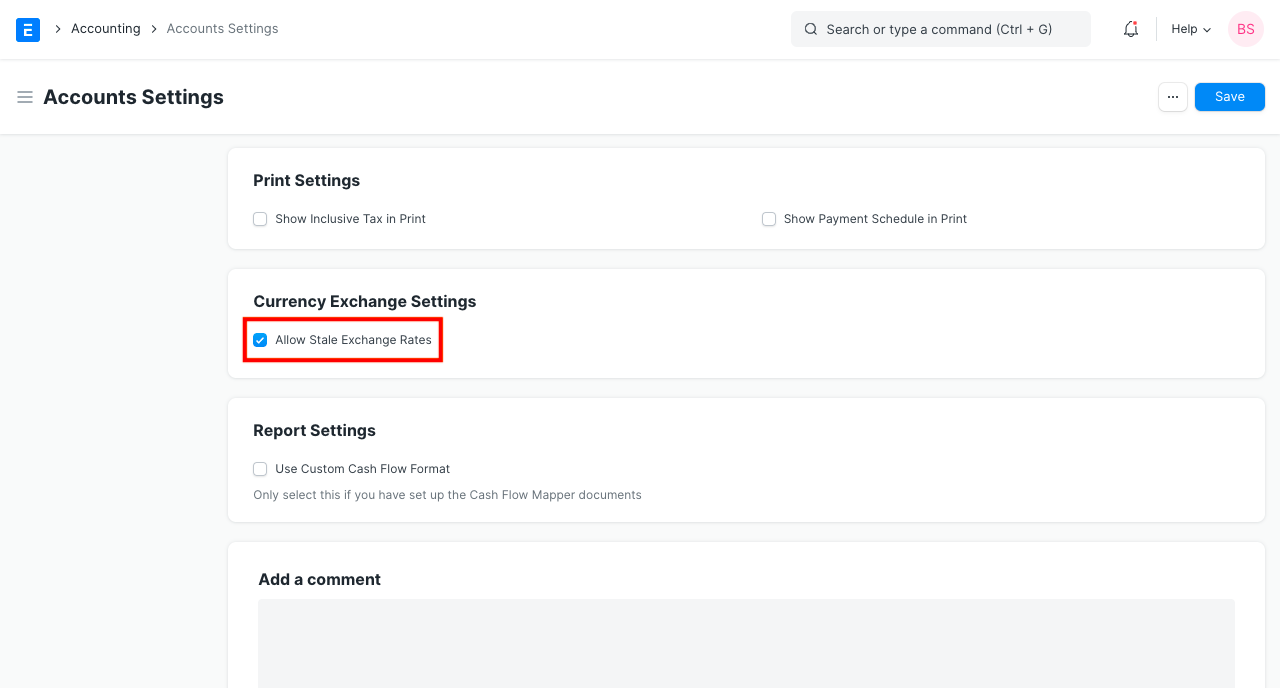 E
Accounting
Accounts Settings
Search or type a command (Ctrl + G)
Help
BS
Accounts Settings
...
Save
Print Settings
Show Inclusive Tax in Print
Show Payment Schedule in Print
Currency Exchange Settings
Allow Stale Exchange Rates
Report Settings
Use Custom Cash Flow Format
Only select this if you have set up the Cash Flow Mapper documents
Add a comment